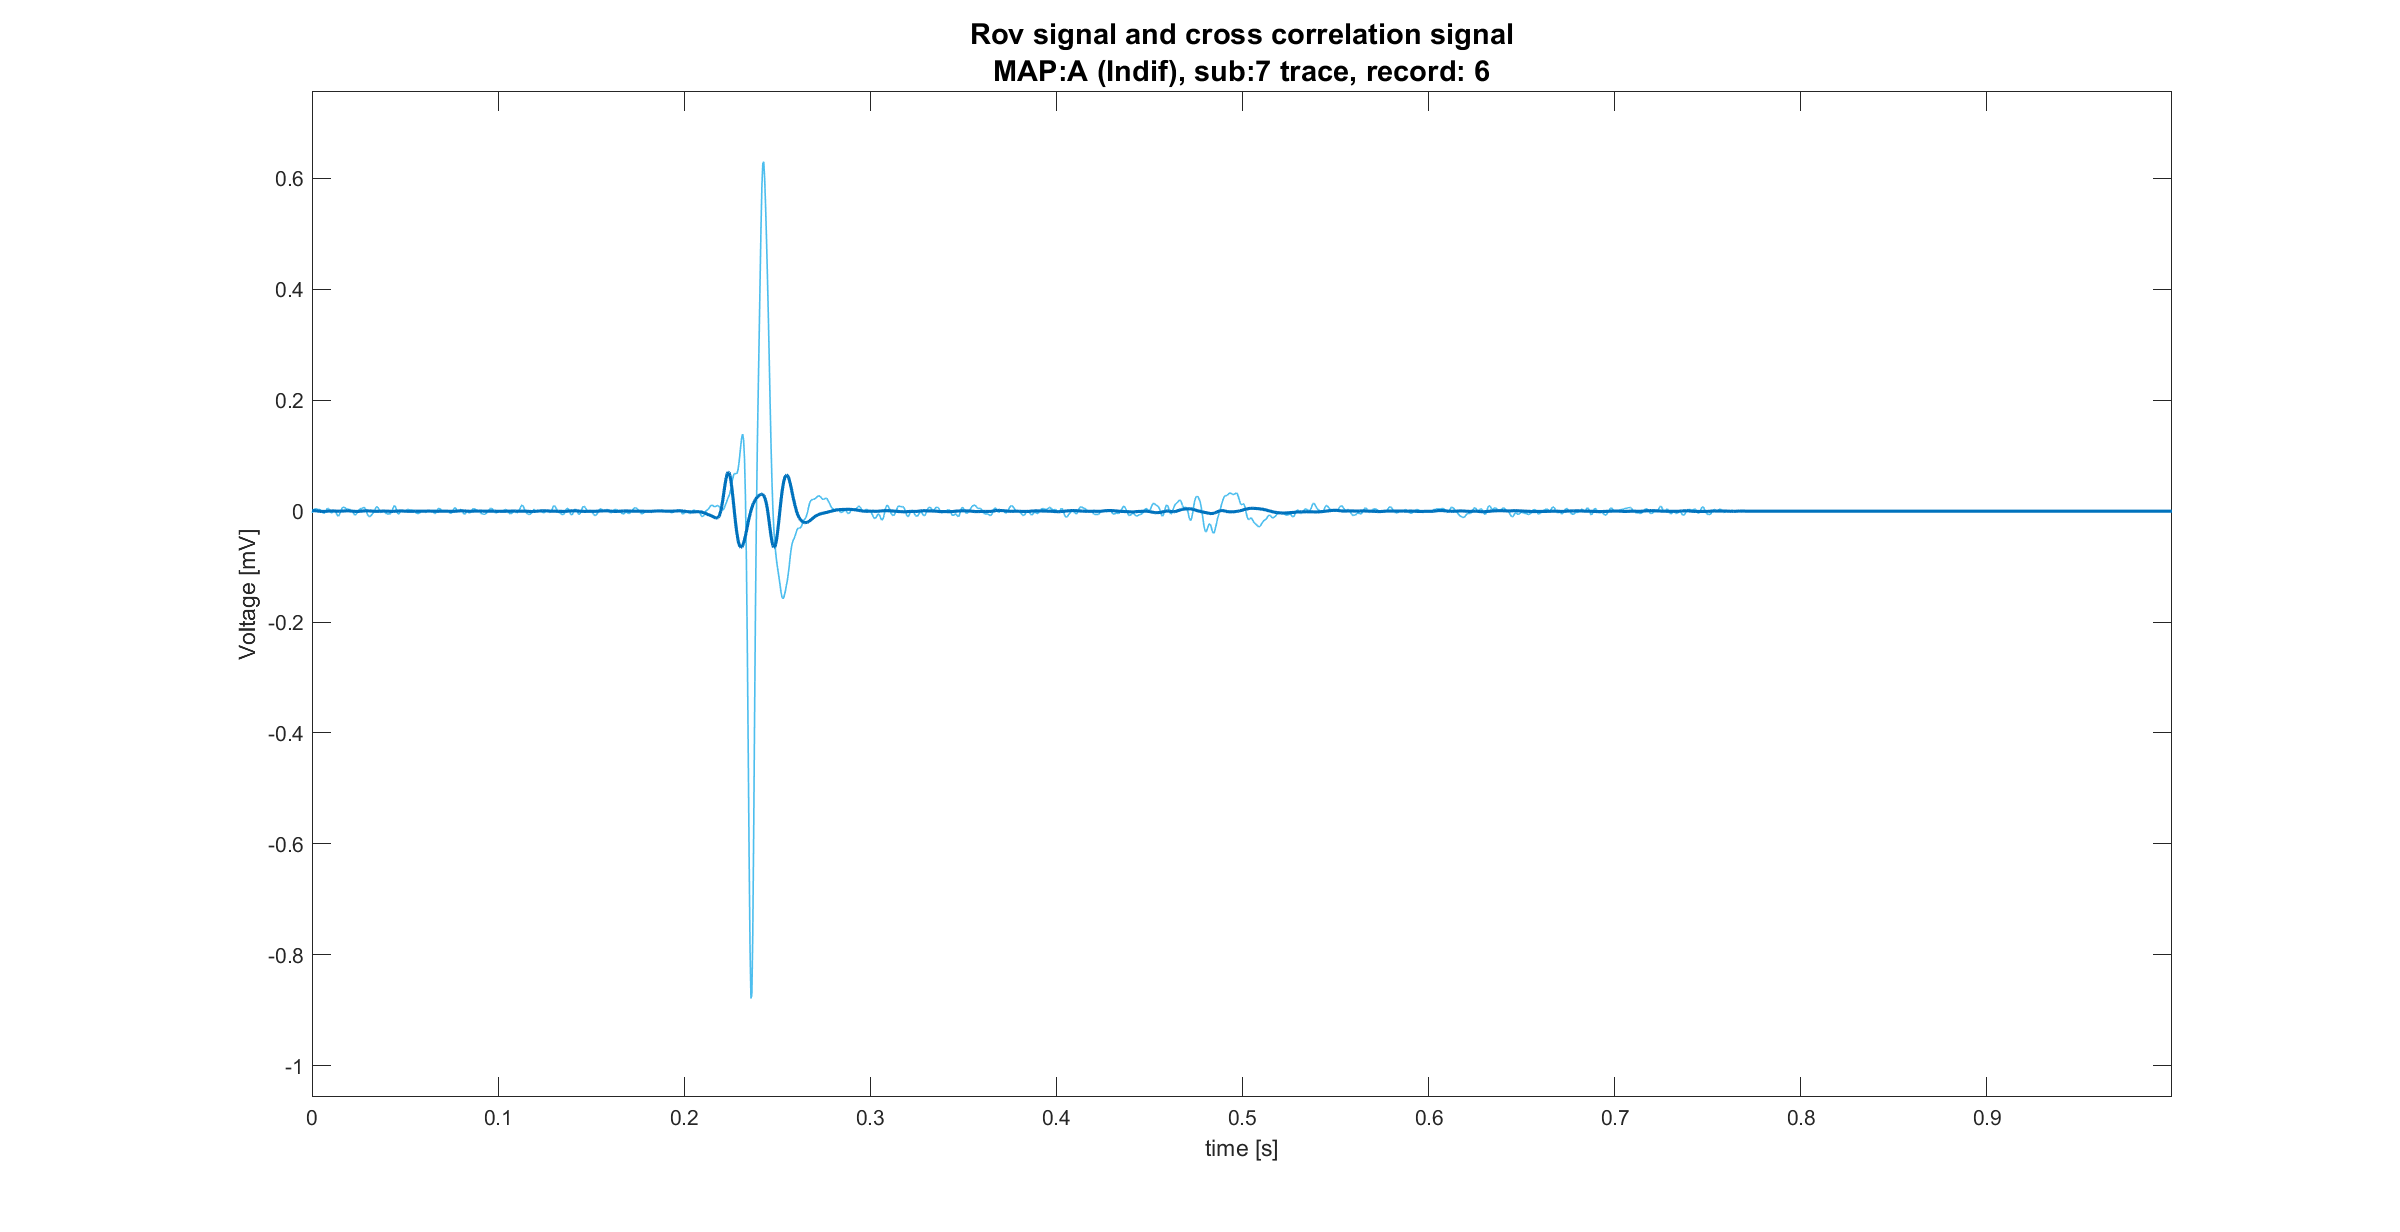 Rov signal and cross correlation signal
MAP:A (Indif), sub:7 trace, record: 6
0.6
0.4
0.2
0
-0.2
-0.4
-0.6
-0.8
-1
Voltage [mV]
0 0.1 0.2 0.3 0.4 0.5 0.6 0.7 0.8 0.9
time [s]